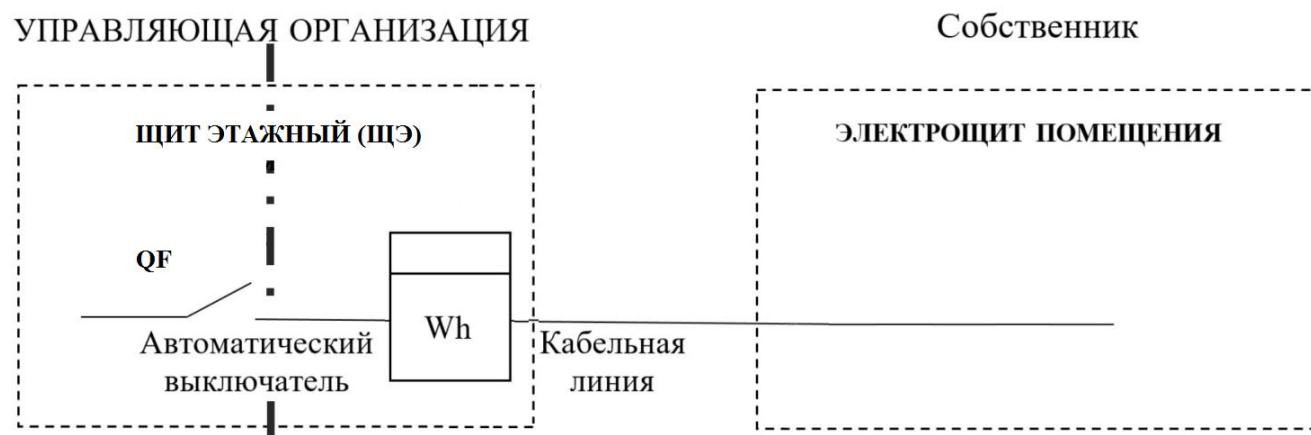 УПРАВЛЯЮЩАЯ ОРГАНИЗАЦИЯ
Собственник
ЩИТ ЭТАЖНЫЙ (ЩЭ)
ЭЛЕКТРОЩИТ ПОМЕЩЕНИЯ
QF
Wh
Автоматический
выключатель
Кабельная
линия